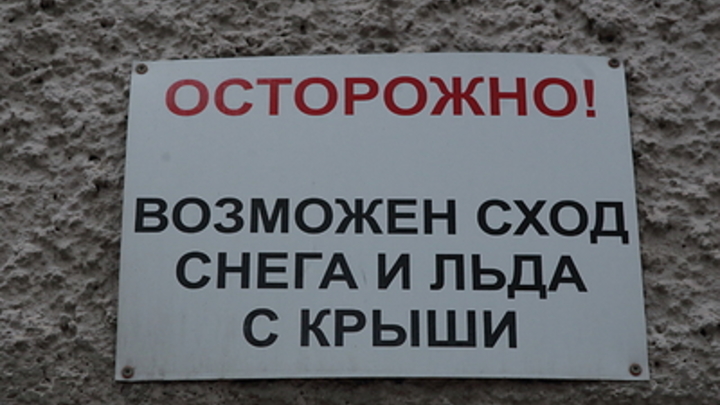 ОСТОРОЖНО!
ВОЗМОЖЕН СХОД
СНЕГА И ЛЬДА
С КРЫШИ